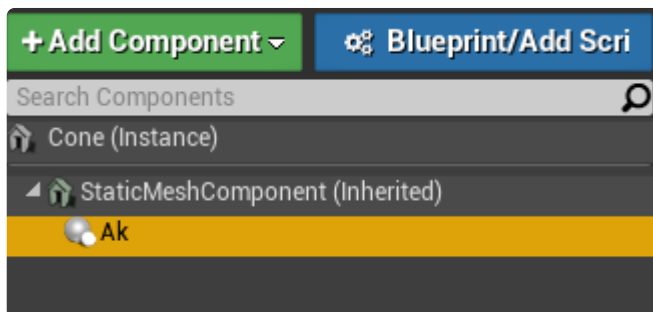 + Add Component
Blueprint/Add Scri
Search Components
Cone (Instance)
StaticMeshComponent (Inherited)
Ak